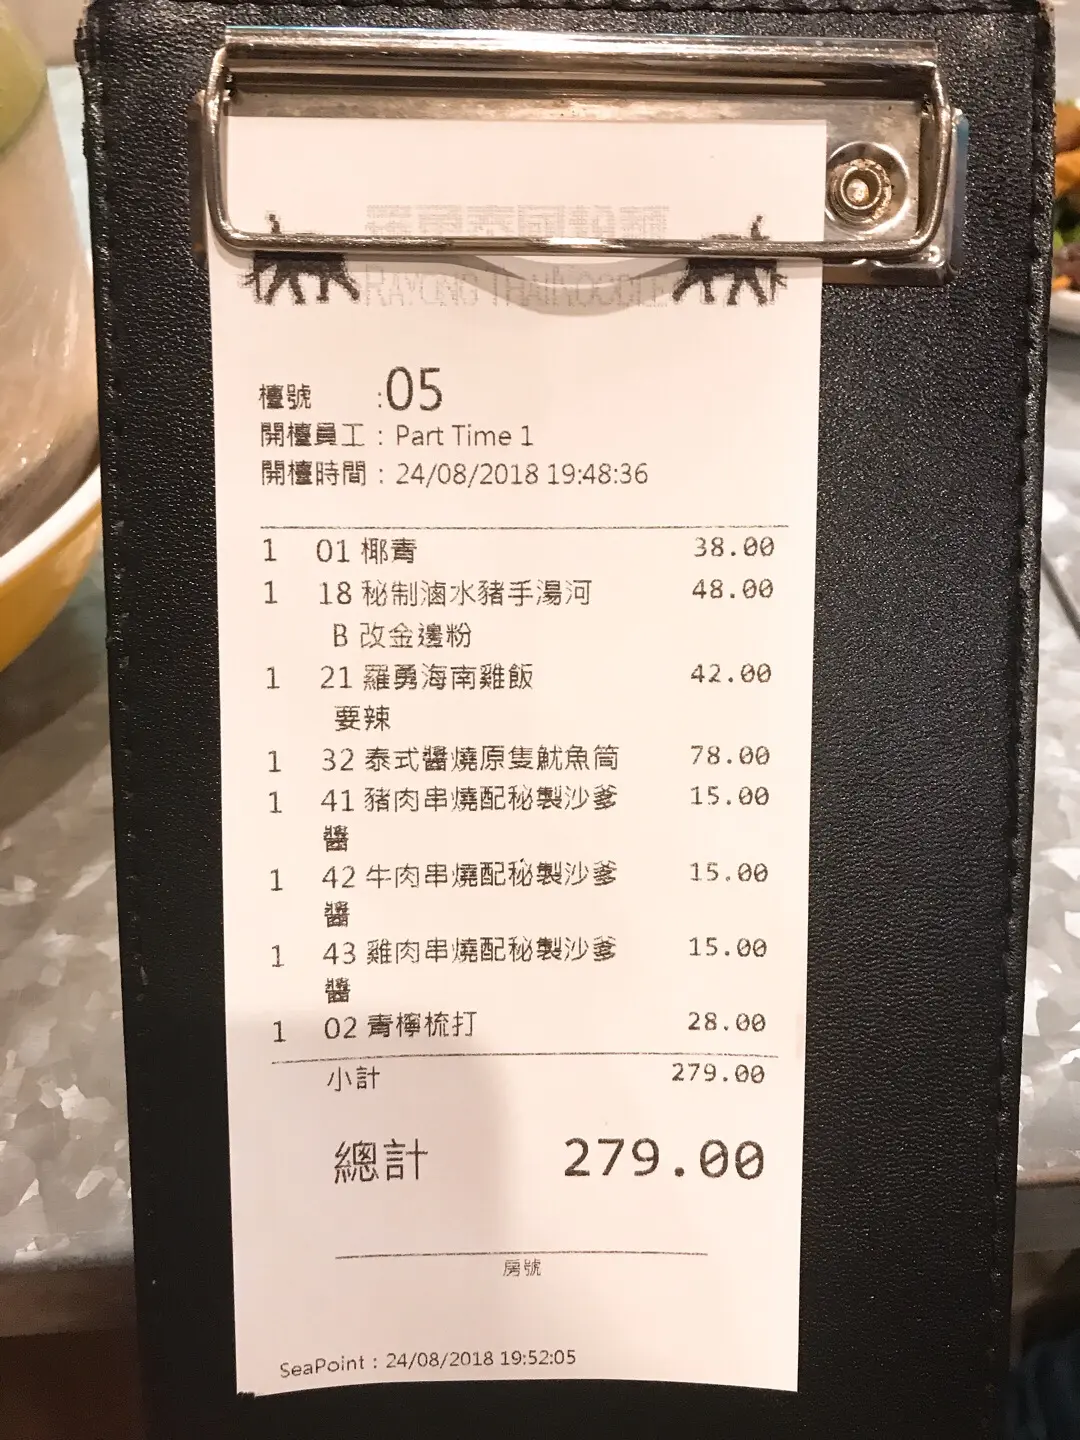 羅勇泰國粉麵
RAYONG THAI NOODLE
檯號 :05
開檯員工 : Part Time 1
開檯時間 : 24/08/2018 19:48:36
1 01 椰青 38.00
1 18 秘制滷水豬手湯河 48.00
B 改金邊粉
1 21 羅勇海南雞飯 42.00
要辣
1 32 泰式醬燒原隻魷魚筒 78.00
1 41 豬肉串燒配秘製沙爹 15.00
醬
1 42 牛肉串燒配秘製沙爹 15.00
醬
1 43 雞肉串燒配秘製沙爹 15.00
醬
1 02 青檸梳打 28.00
小計 279.00
總計 279.00
房號
SeaPoint : 24/08/2018 19:52:05